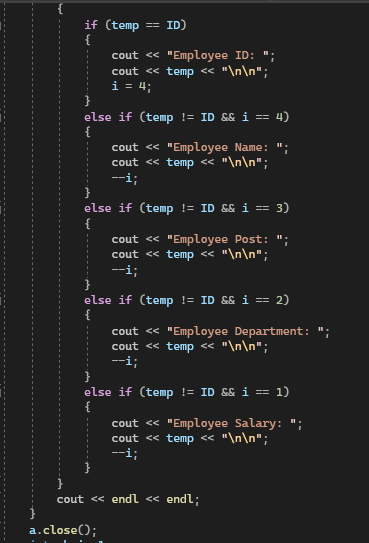 {
if (temp == ID)
{
cout << "Employee ID: ";
cout << temp << "\n\n";
i = 4;
}
else if (temp != ID && i == 4)
{
cout << "Employee Name: ";
cout << temp << "\n\n";
--i;
}
else if (temp != ID && i == 3)
{
cout << "Employee Post: ";
cout << temp << "\n\n";
--i;
}
else if (temp != ID && i == 2)
{
cout << "Employee Department: ";
cout << temp << "\n\n";
--i;
}
else if (temp != ID && i == 1)
{
cout << "Employee Salary: ";
cout << temp << "\n\n";
--i;
}
}
cout << endl << endl;
}
a.close();